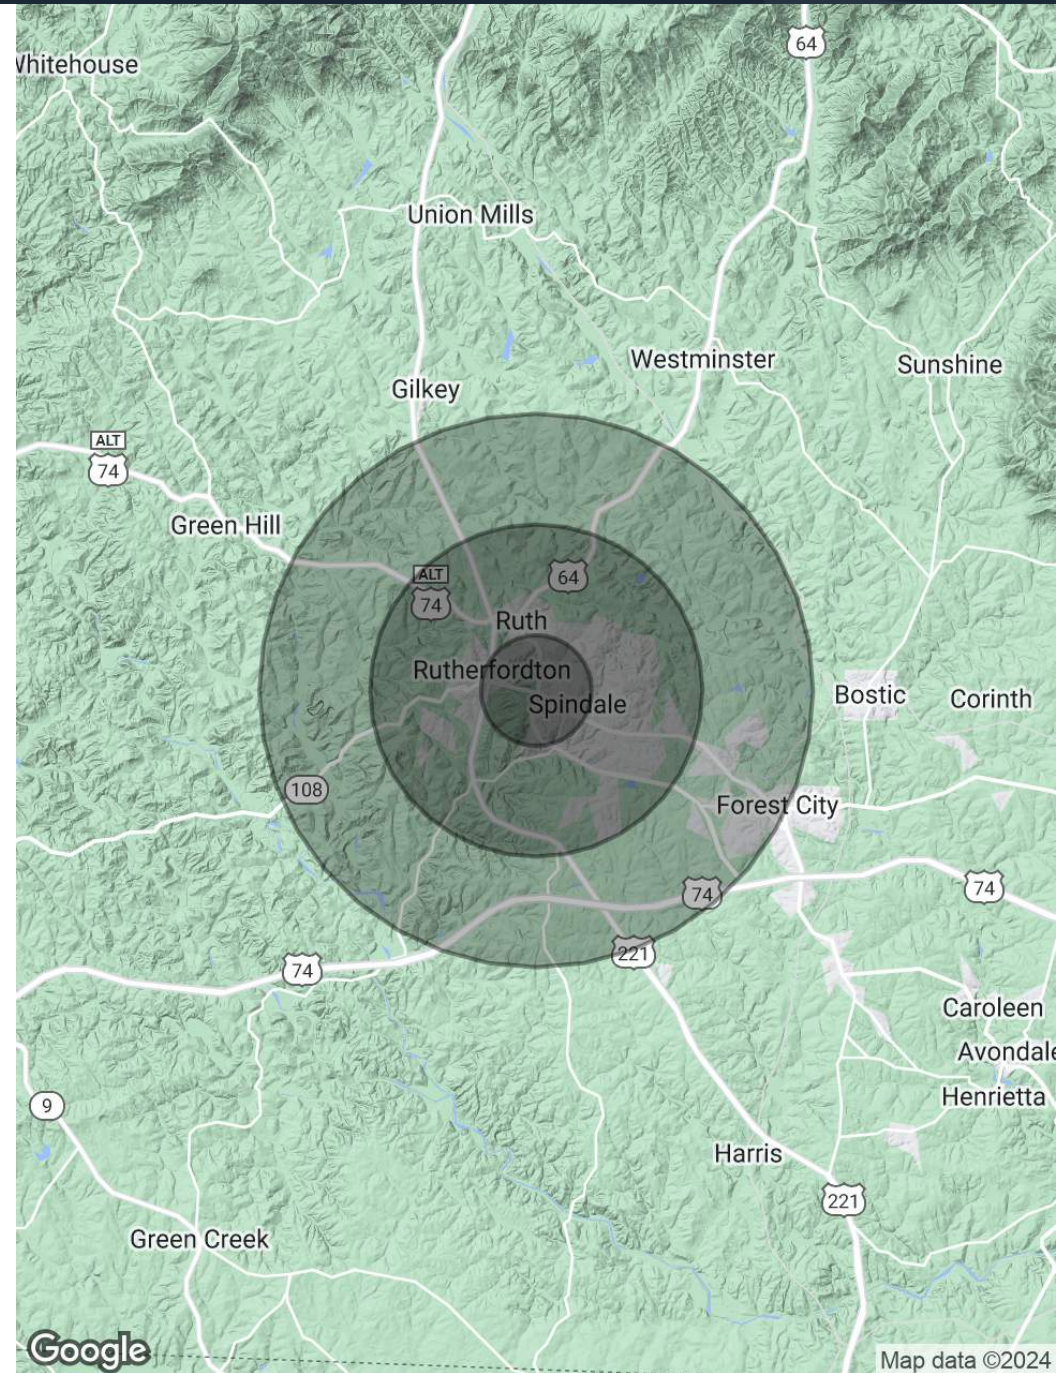 64
Whitehouse
Union Mills
Westminster
Sunshine
Gilkey
ALT
74
Green Hill
ALT
74
64
Ruth
Rutherfordton
Spindale
Bostic
Corinth
108
Forest City
74
74
221
74
Caroleen
Avondale
Henrietta
9
Harris
221
Green Creek
Google
Map data ©2024